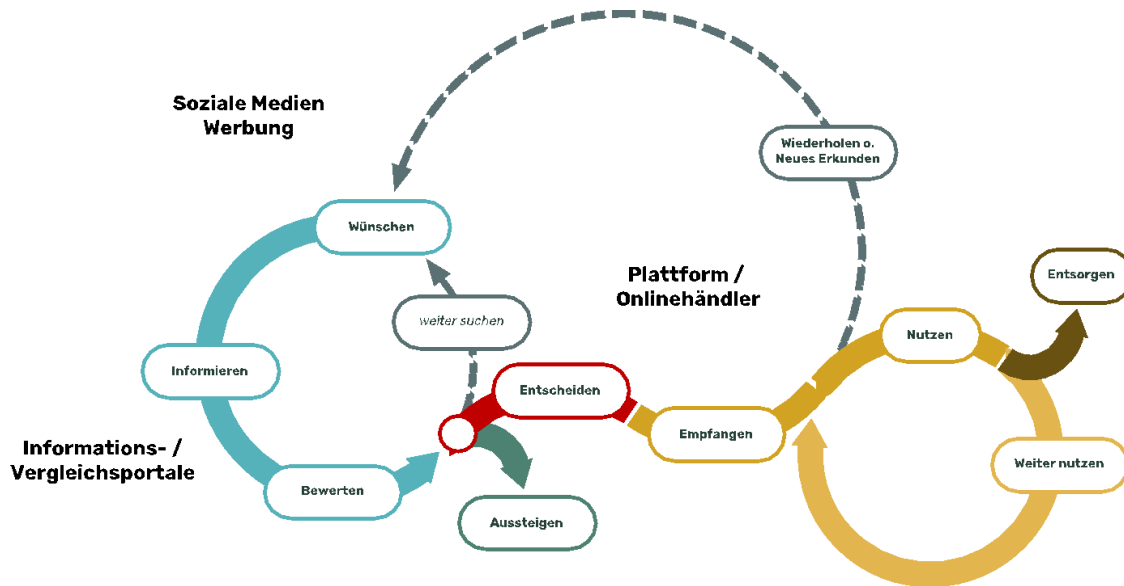 Soziale Medien
Werbung
Wiederholen o.
Neues Erkunden
Wünschen
Plattform /
Onlinehändler
Entsorgen
weiter suchen
Nutzen
Informieren
Entscheiden
Empfangen
Informations- /
Vergleichsportale
Weiter nutzen
Bewerten
Aussteigen